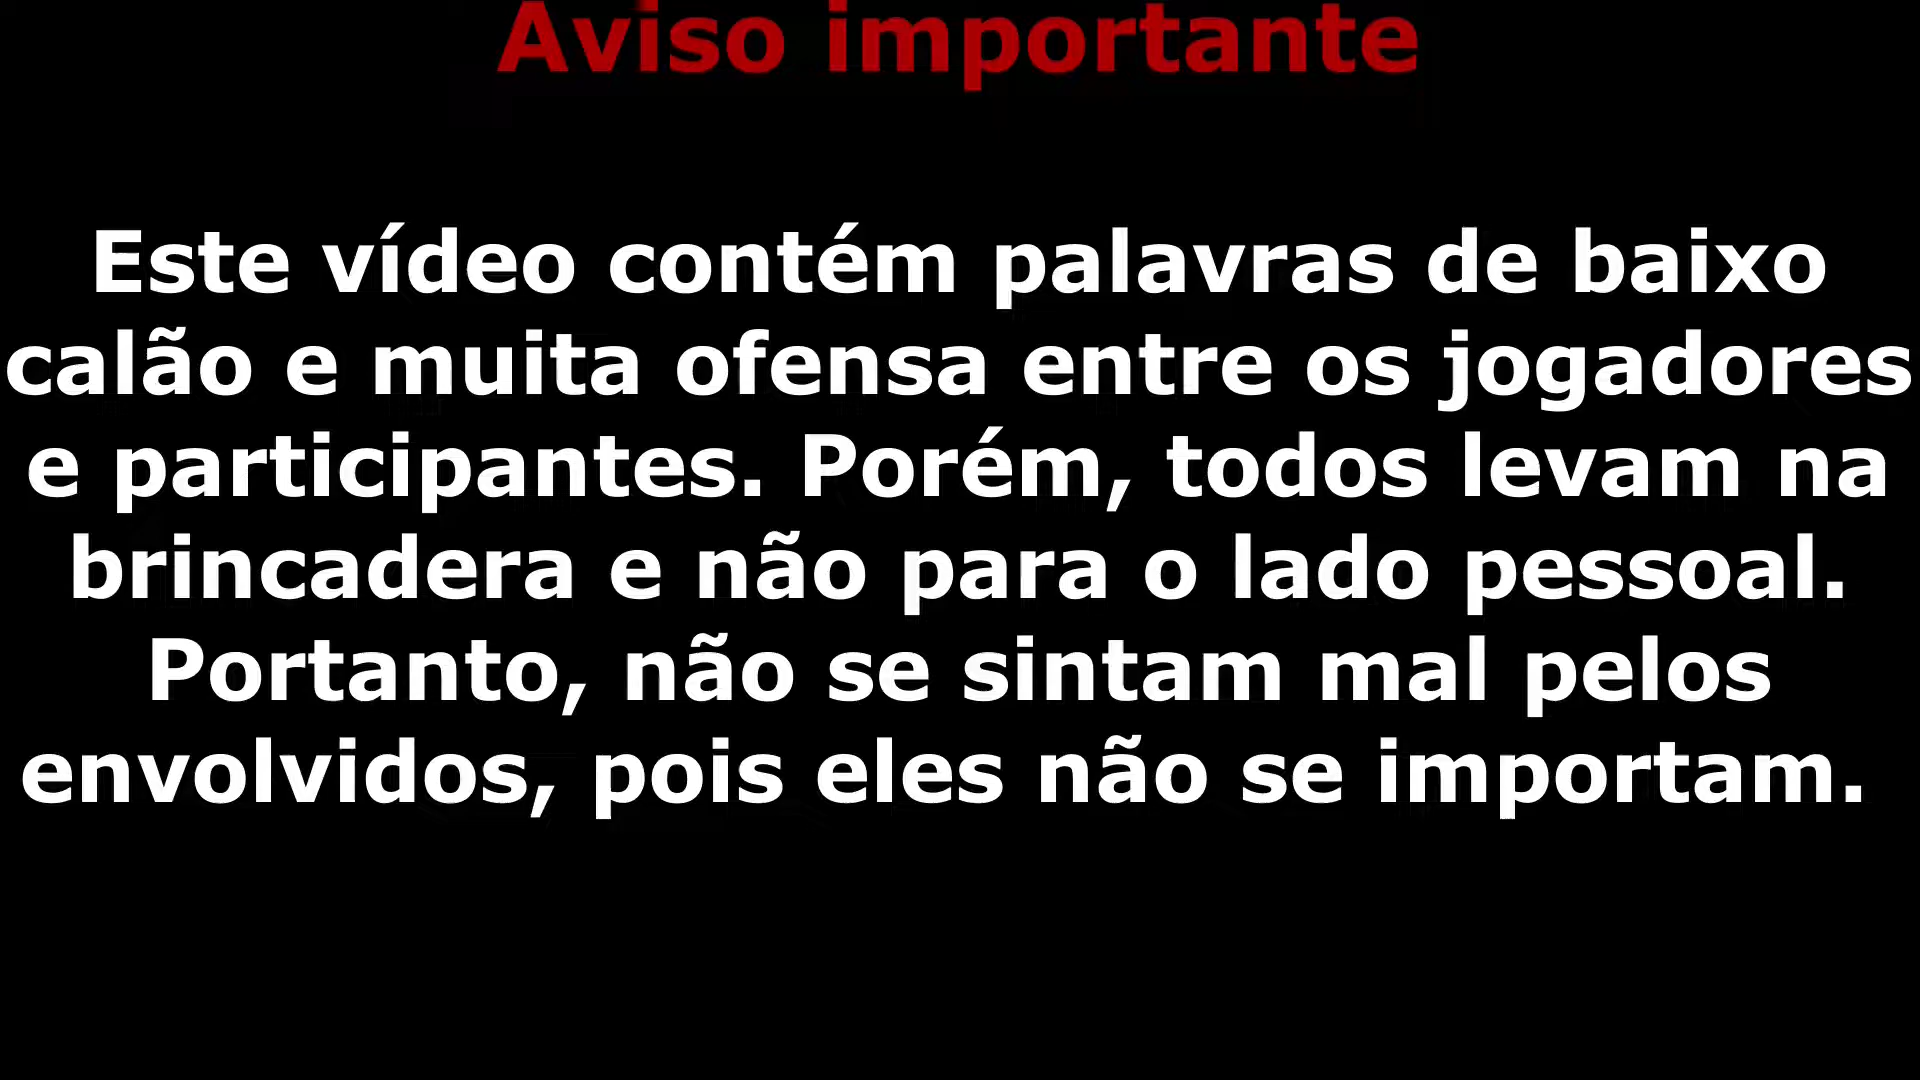 Aviso importante
Este vídeo contém palavras de baixo
calão e muita ofensa entre os jogadores
e participantes. Porém, todos levam na
brincadera e não para o lado pessoal.
Portanto, não se sintam mal pelos
envolvidos, pois eles não se importam.